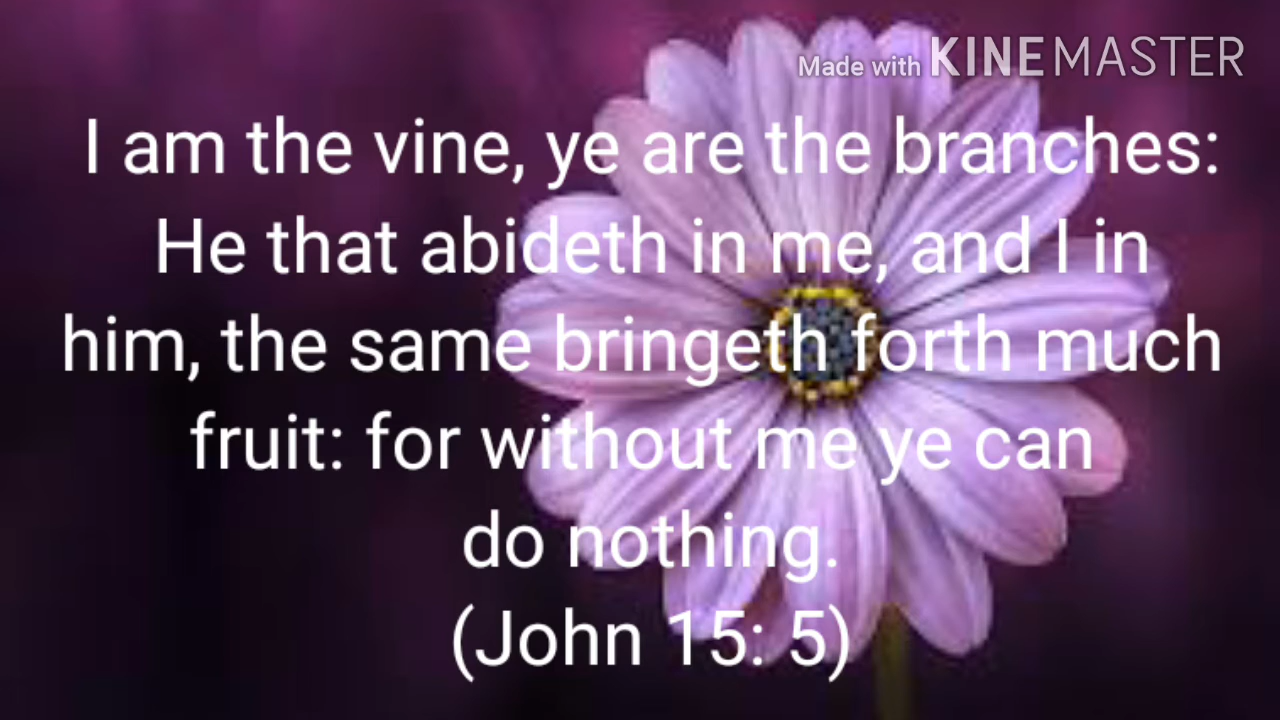 Made with KINEMASTER
I am the vine, ye are the branches:
He that abideth in me, and I in
him, the same bringeth forth much
fruit: for without me ye can
do nothing.
(John 15: 5)